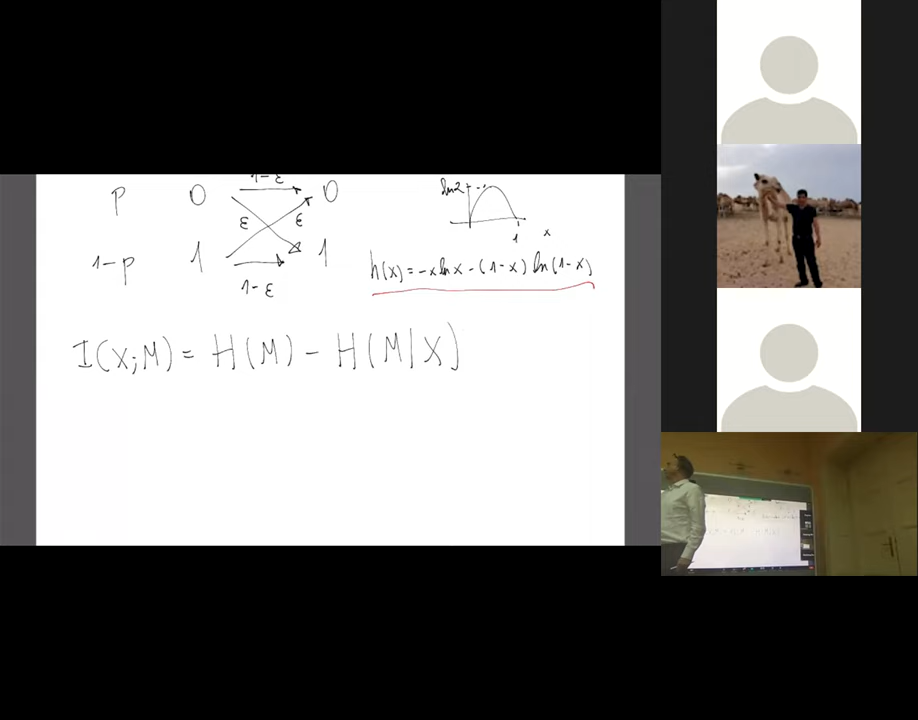 p 0 1-ε 0
ε ε
1-p 1 1-ε 1
ln2
1 x
h(x) = -x ln x - (1-x) ln(1-x)
I(X;M) = H(M) - H(M|X)